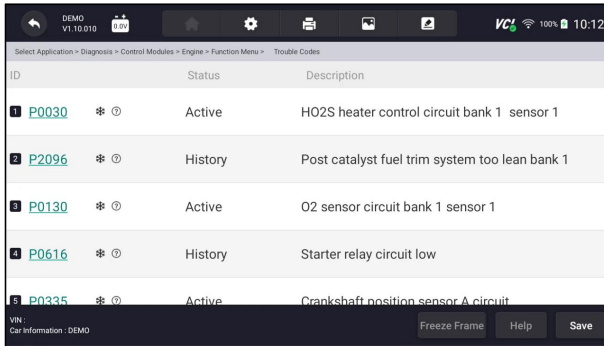 DEMO
V1.10.010
0.0V
VC!
100%
10:12
Select Application > Diagnosis > Control Modules > Engine > Function Menu > Trouble Codes
ID Status Description
1 P0030 Active HO2S heater control circuit bank 1 sensor 1
2 P2096 History Post catalyst fuel trim system too lean bank 1
3 P0130 Active O2 sensor circuit bank 1 sensor 1
4 P0616 History Starter relay circuit low
5 P0335 Active Crankshaft position sensor A circuit
VIN :
Car Information : DEMO
Freeze Frame Help Save